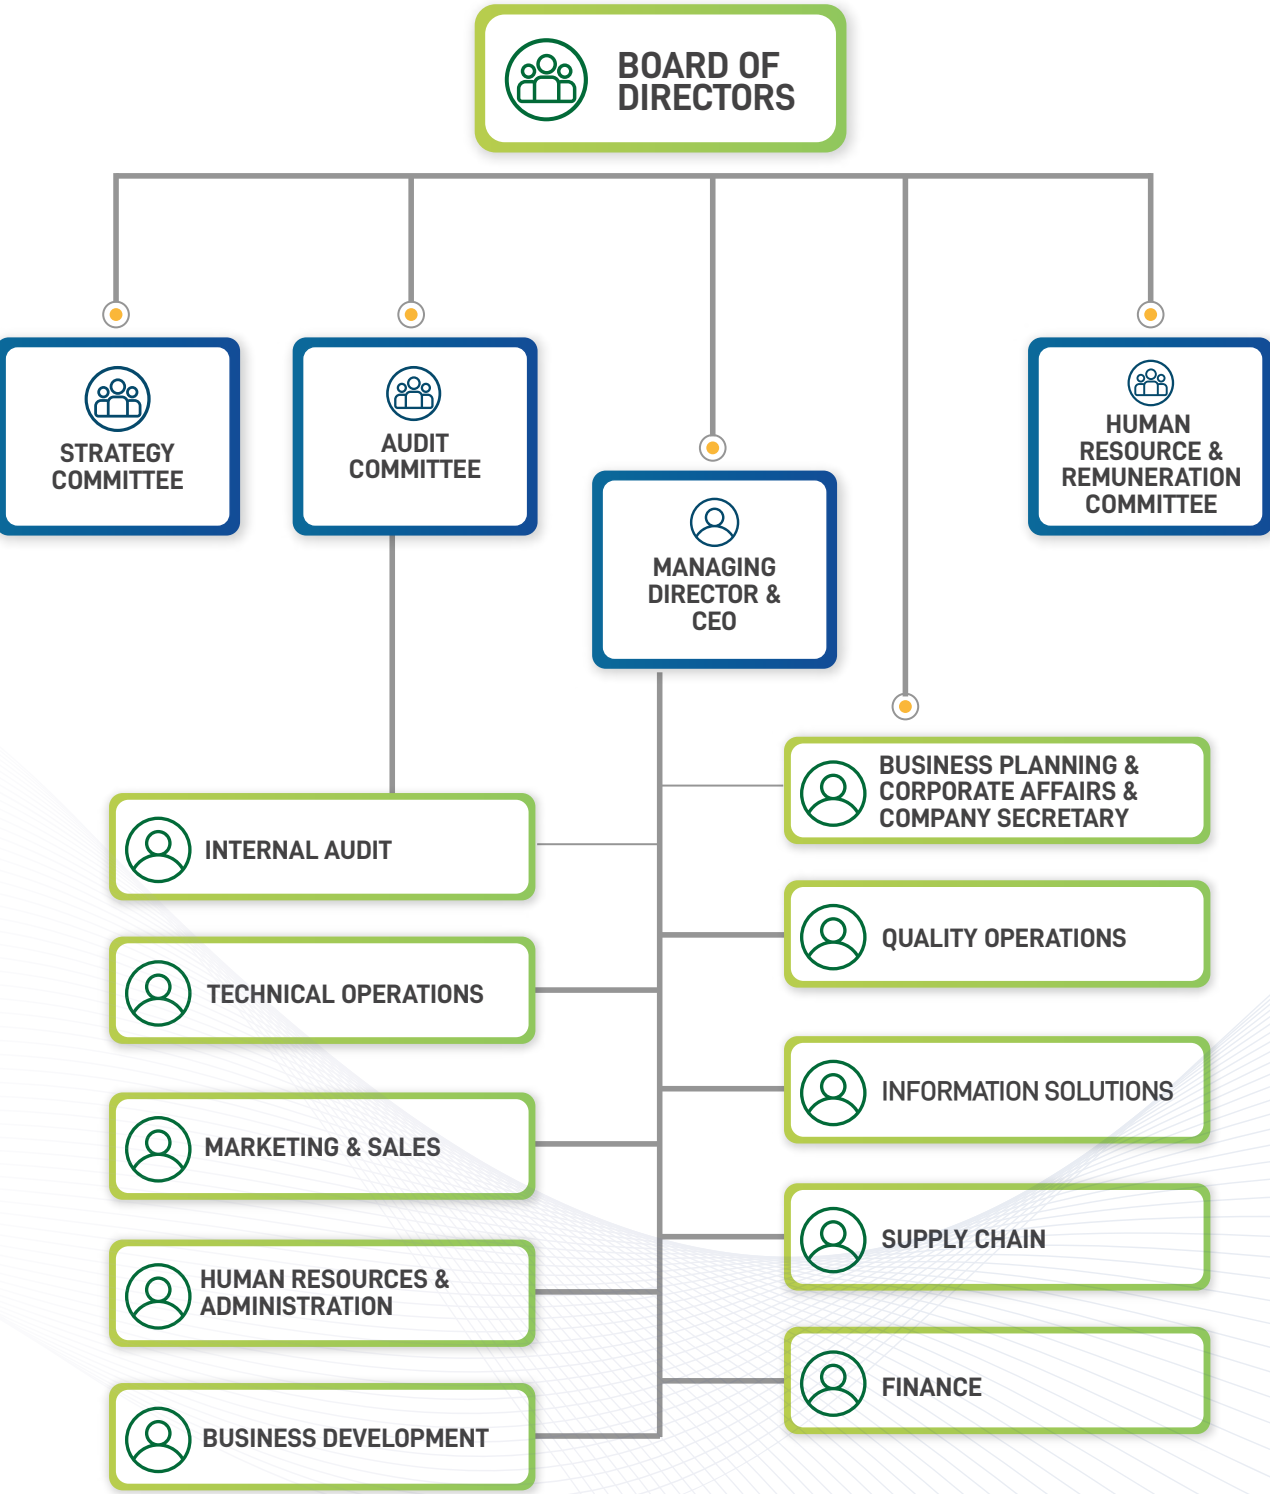 BOARD OF
DIRECTORS
STRATEGY
COMMITTEE
AUDIT
COMMITTEE
MANAGING
DIRECTOR &
CEO
HUMAN
RESOURCE &
REMUNERATION
COMMITTEE
BUSINESS PLANNING &
CORPORATE AFFAIRS &
COMPANY SECRETARY
INTERNAL AUDIT
QUALITY OPERATIONS
TECHNICAL OPERATIONS
INFORMATION SOLUTIONS
MARKETING & SALES
SUPPLY CHAIN
HUMAN RESOURCES &
ADMINISTRATION
FINANCE
BUSINESS DEVELOPMENT